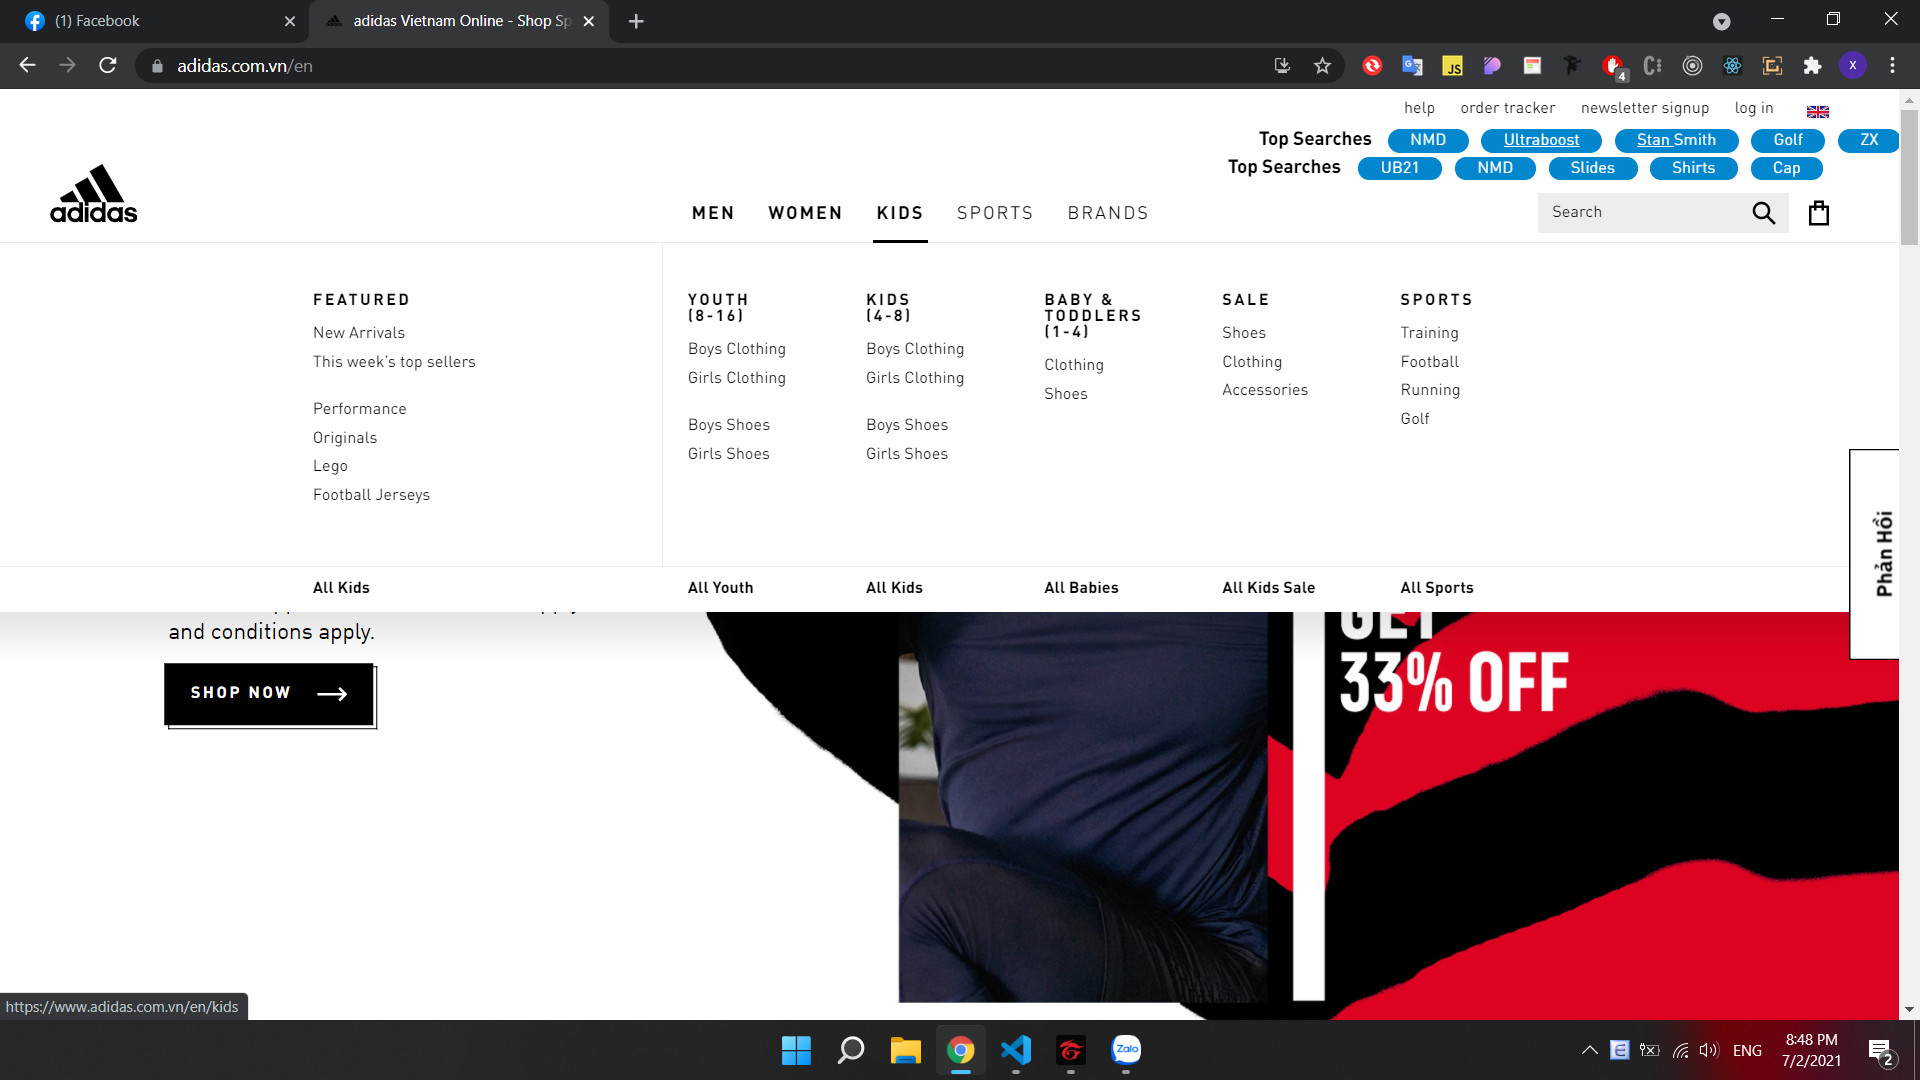 (1) Facebook
adidas Vietnam Online - Shop Sp
adidas.com.vn/en
JS
4
X
help order tracker newsletter signup log in
Top Searches NMD Ultraboost Stan Smith Golf ZX
Top Searches UB21 NMD Slides Shirts Cap
adidas
MEN WOMEN KIDS SPORTS BRANDS
Search
FEATURED
New Arrivals
This week's top sellers
Performance
Originals
Lego
Football Jerseys
All Kids
YOUTH
(8-16)
Boys Clothing
Girls Clothing
Boys Shoes
Girls Shoes
All Youth
KIDS
(4-8)
Boys Clothing
Girls Clothing
Boys Shoes
Girls Shoes
All Kids
BABY &
TODDLERS
(1-4)
Clothing
Shoes
All Babies
SALE
Shoes
Clothing
Accessories
All Kids Sale
SPORTS
Training
Football
Running
Golf
All Sports
Phản Hồi
and conditions apply.
SHOP NOW
GET
33% OFF
https://www.adidas.com.vn/en/kids
Zalo
ENG
8:48 PM
7/2/2021
2